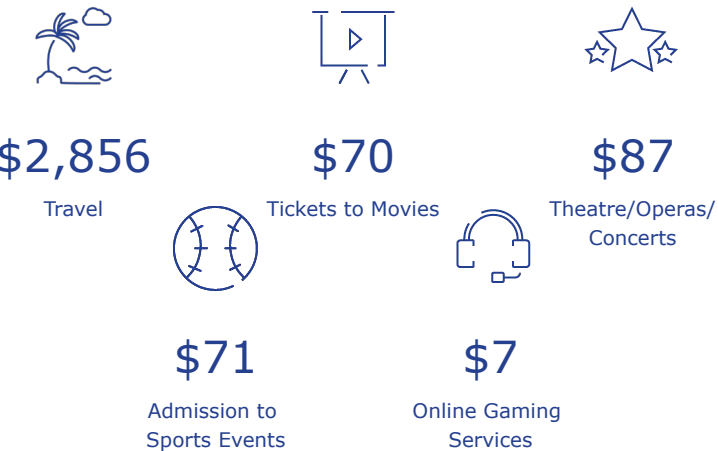 $2,856
Travel
$70
Tickets to Movies
$87
Theatre/Operas/
Concerts
$71
Admission to
Sports Events
$7
Online Gaming
Services